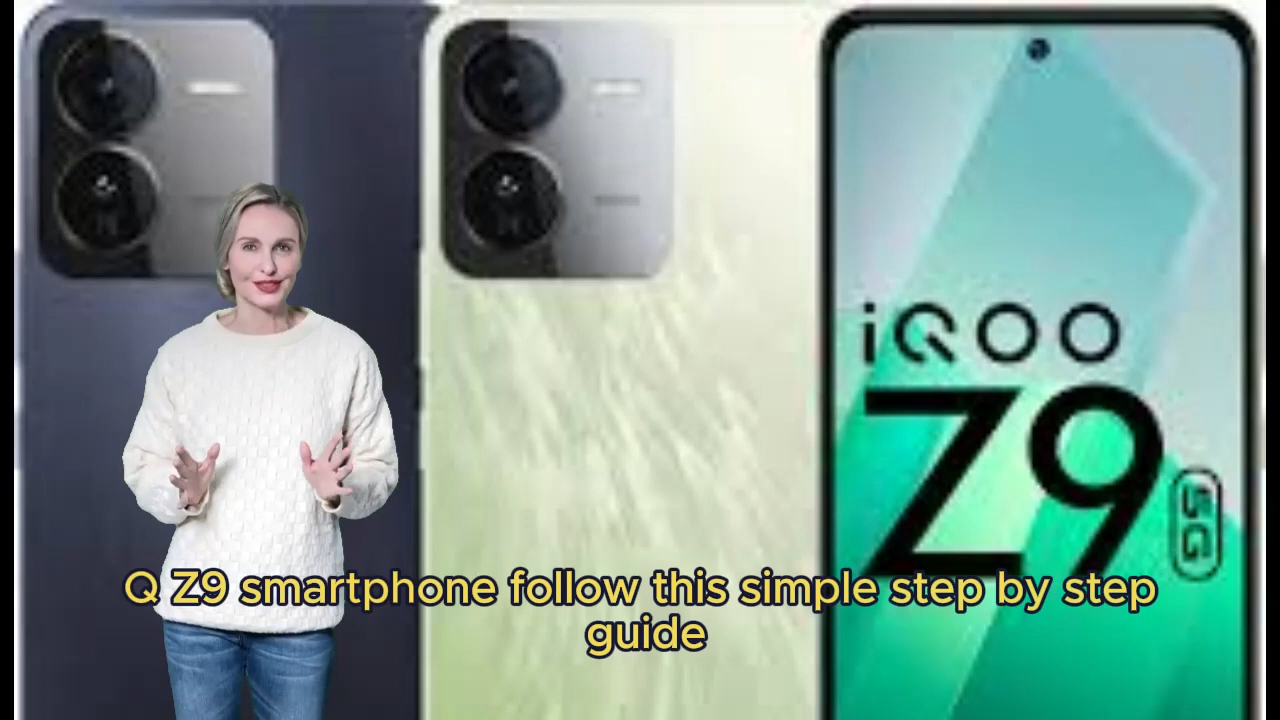 iQOO
Z9
5G
Q Z9 smartphone follow this simple step by step
guide